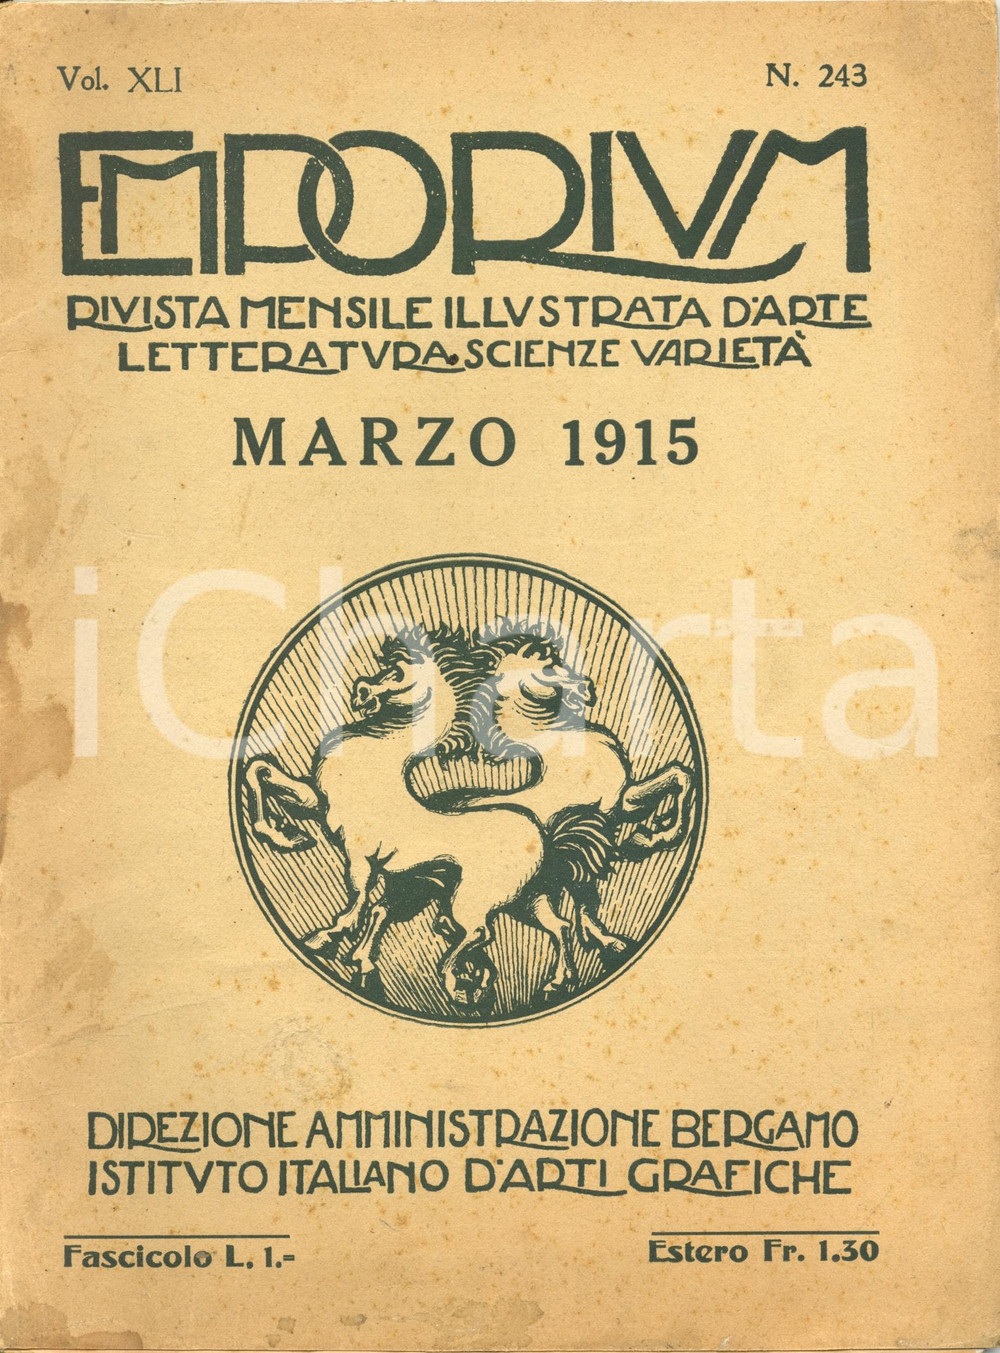 Vol. XLI
N. 243
EMPORIVM
RIVISTA MENSILE ILLVSTRATA D'ARTE
LETTERATVRA.SCIENZE VARIETÀ
MARZO 1915
iCharta
DIREZIONE AMMINISTRAZIONE BERGAMO
ISTITVTO ITALIANO D'ARTI GRAFICHE
Fascicolo L. 1.-
Estero Fr. 1.30